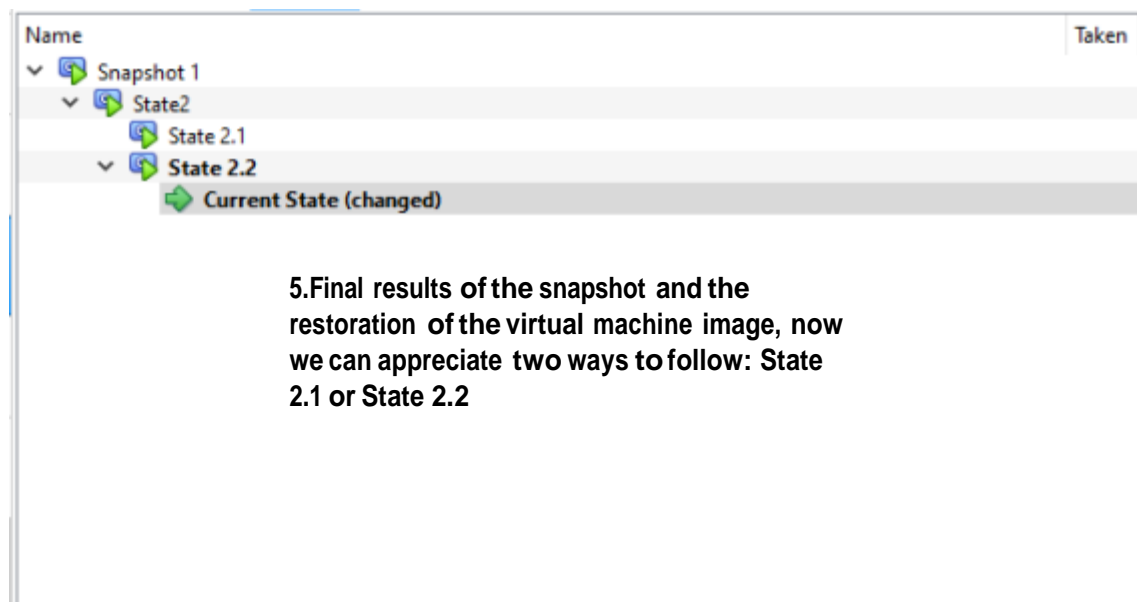 Name Taken
Snapshot 1
State2
State 2.1
State 2.2
Current State (changed)
5.Final results of the snapshot and the
restoration of the virtual machine image, now
we can appreciate two ways to follow: State
2.1 or State 2.2